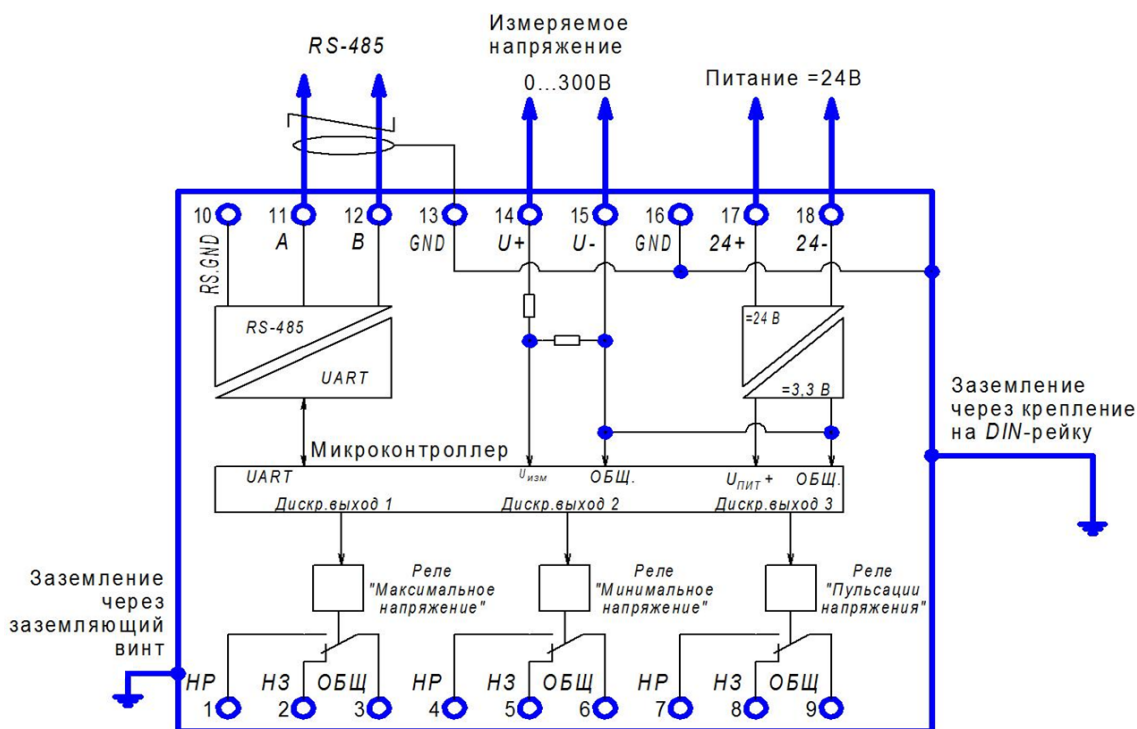 RS-485
Измеряемое
напряжение
0...300В
Питание =24В
10
11
12
13
14
15
16
17
18
RS.GND
A
B
GND
U+
U-
GND
24+
24-
RS-485
UART
=24 В
=3,3 В
Заземление
через крепление
на DIN-рейку
Микроконтроллер
UART
Uизм
ОБЩ.
UПИТ +
ОБЩ.
Дискр.выход 1
Дискр.выход 2
Дискр.выход 3
Реле
"Максимальное
напряжение"
Реле
"Минимальное
напряжение"
Реле
"Пульсации
напряжения"
Заземление
через
заземляющий
винт
НР
НЗ
ОБЩ
НР
НЗ
ОБЩ
НР
НЗ
ОБЩ
1
2
3
4
5
6
7
8
9